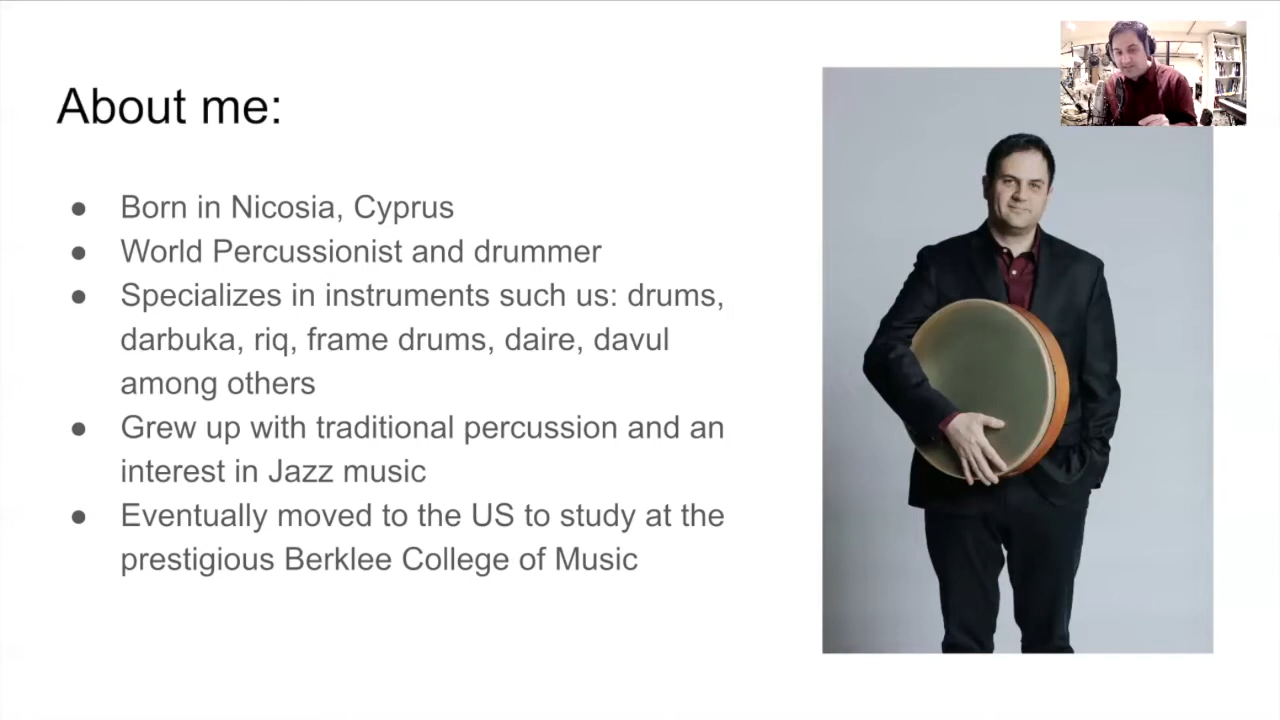 About me:
● Born in Nicosia, Cyprus
● World Percussionist and drummer
● Specializes in instruments such us: drums,
darbuka, riq, frame drums, daire, davul
among others
● Grew up with traditional percussion and an
interest in Jazz music
● Eventually moved to the US to study at the
prestigious Berklee College of Music